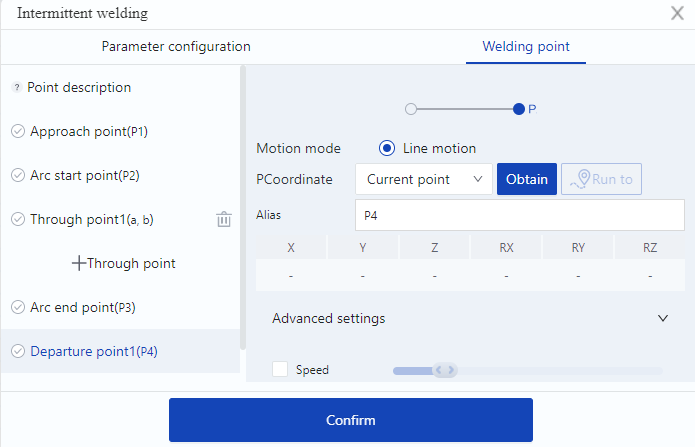 Intermittent welding
Parameter configuration
Welding point
? Point description
Approach point(P1)
Arc start point(P2)
Through point1(a, b)
+Through point
Arc end point(P3)
Departure point1(P4)
P
Motion mode Line motion
PCoordinate Current point Obtain Run to
Alias P4
X Y Z RX RY RZ
- - - - - -
Advanced settings
Speed
Confirm